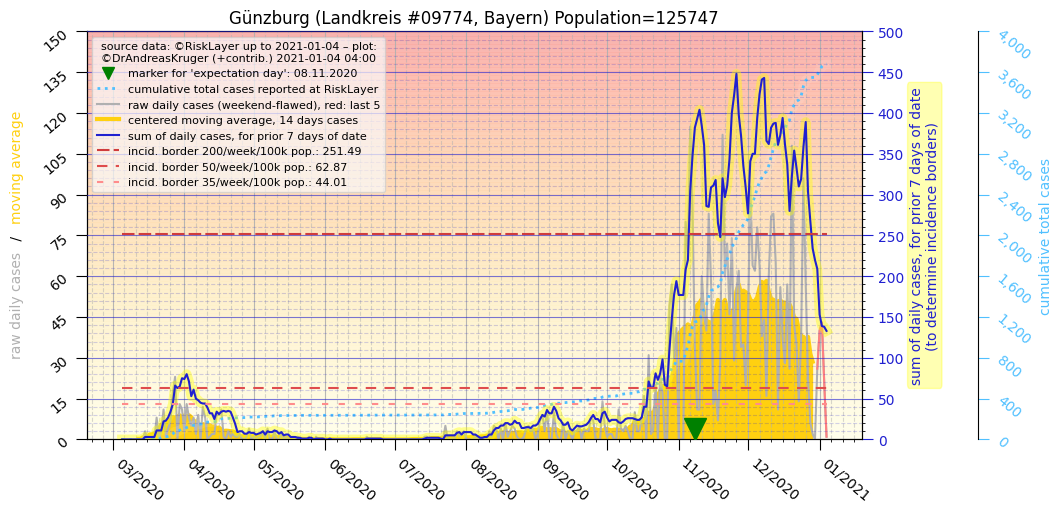 Günzburg (Landkreis #09774, Bayern) Population=125747
source data: ©RiskLayer up to 2021-01-04 – plot:
©DrAndreasKruger (+contrib.) 2021-01-04 04:00
marker for 'expectation day': 08.11.2020
cumulative total cases reported at RiskLayer
raw daily cases (weekend-flawed), red: last 5
centered moving average, 14 days cases
sum of daily cases, for prior 7 days of date
incid. border 200/week/100k pop.: 251.49
incid. border 50/week/100k pop.: 62.87
incid. border 35/week/100k pop.: 44.01
raw daily cases / moving average
150
135
120
105
90
75
60
45
30
15
0
03/2020
04/2020
05/2020
06/2020
07/2020
08/2020
09/2020
10/2020
11/2020
12/2020
01/2021
500
450
400
350
300
250
200
150
100
50
0
sum of daily cases, for prior 7 days of date
(to determine incidence borders)
4,000
3,600
3,200
2,800
2,400
2,000
1,600
1,200
800
400
0
cumulative total cases